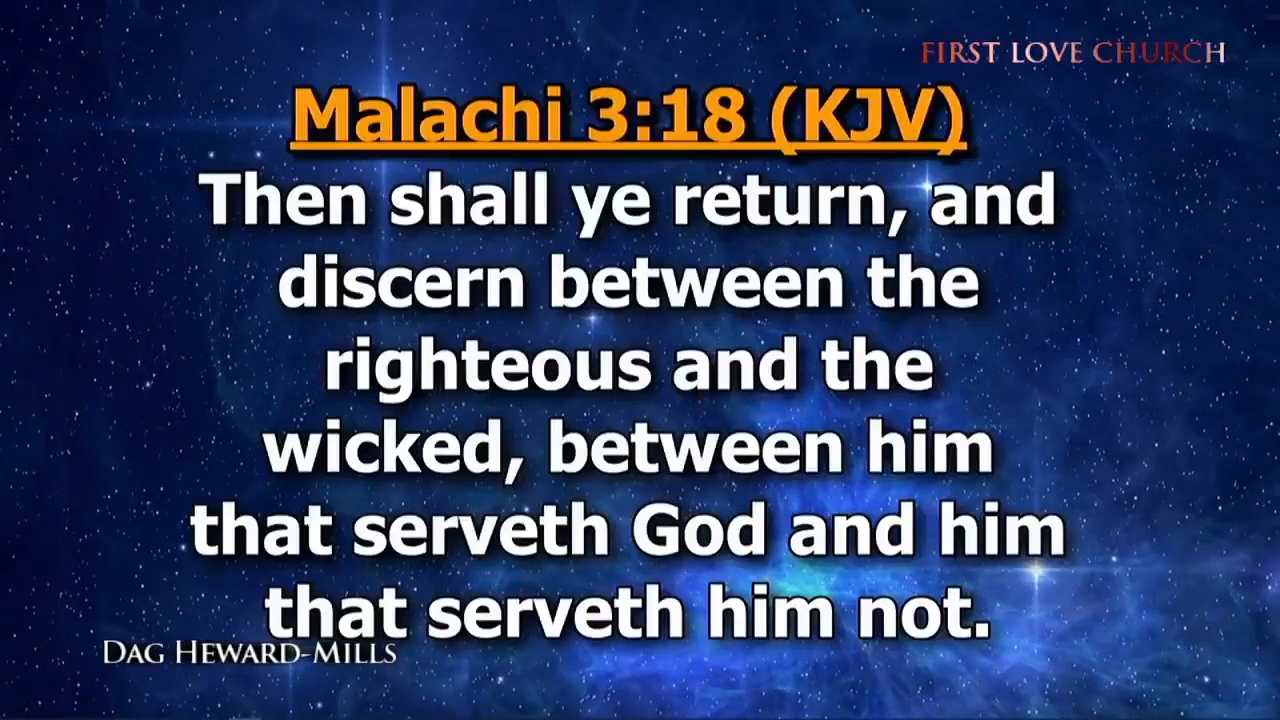 FIRST LOVE CHURCH
Malachi 3:18 (KJV)
Then shall ye return, and
discern between the
righteous and the
wicked, between him
that serveth God and him
that serveth him not.
DAG HEWARD-MILLS